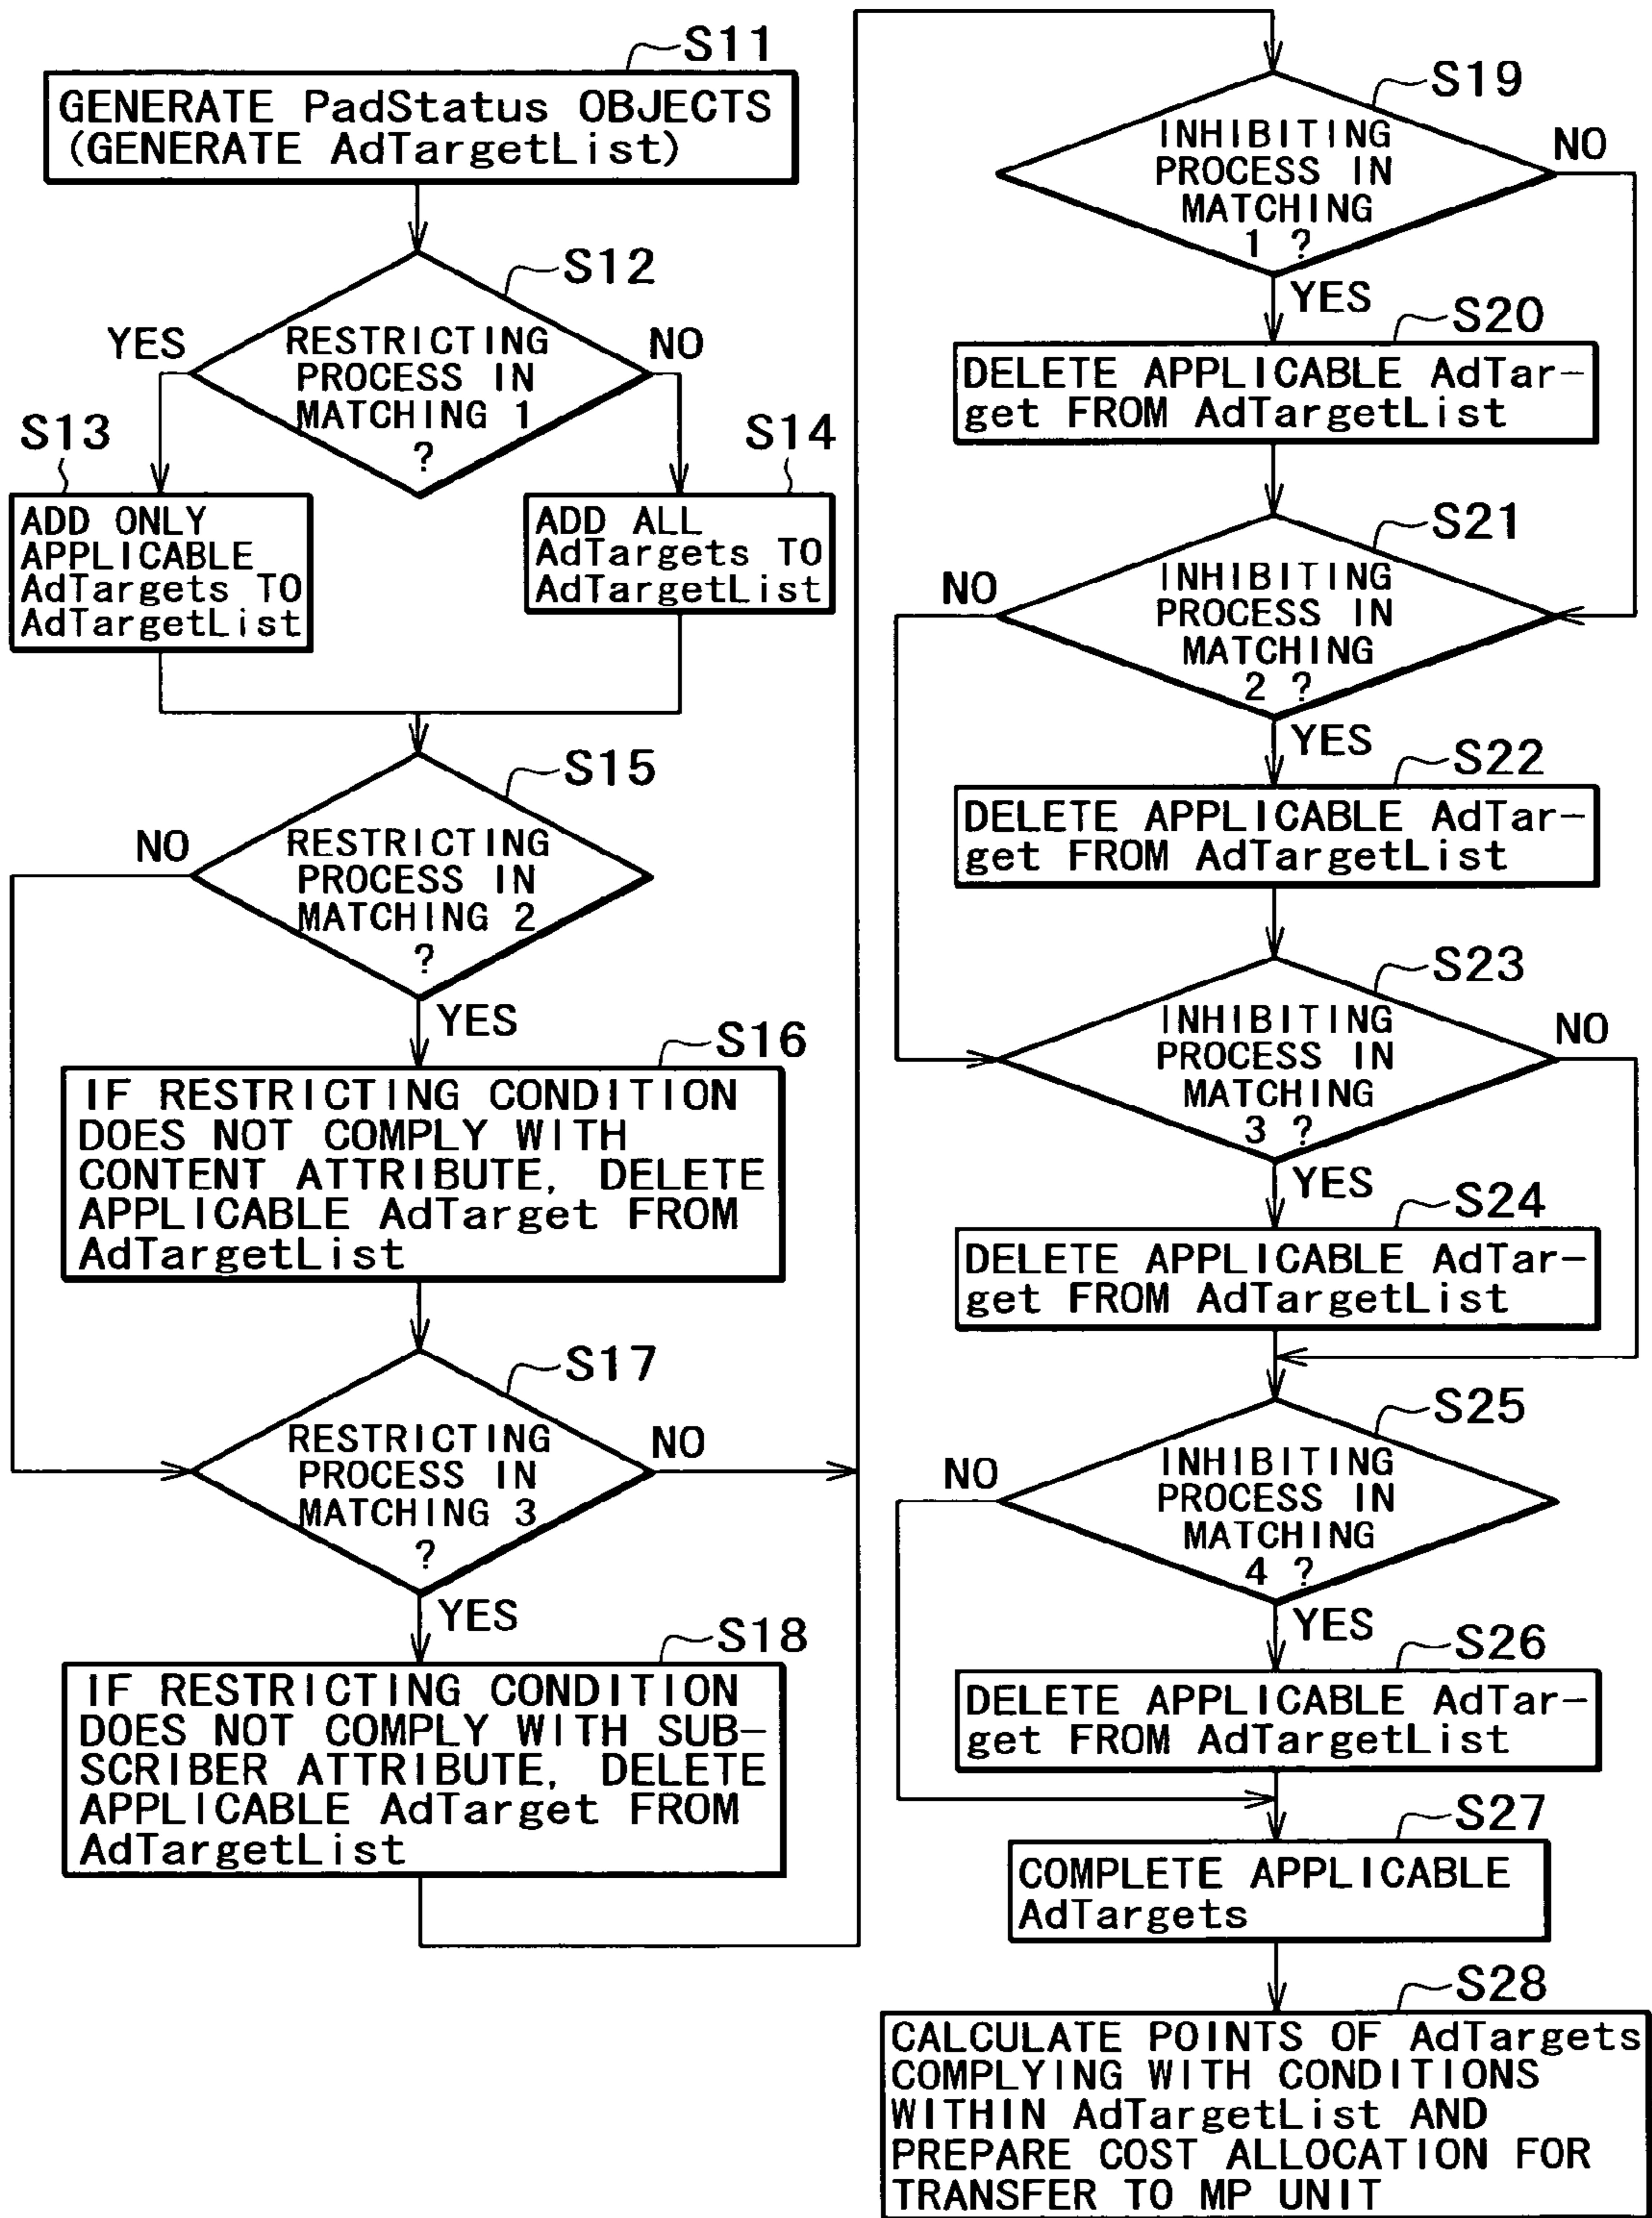 S11
GENERATE PadStatus OBJECTS
(GENERATE AdTargetList)
S12
YES
RESTRICTING
PROCESS IN
MATCHING 1
?
NO
S13
ADD ONLY
APPLICABLE
AdTargets TO
AdTargetList
S14
ADD ALL
AdTargets TO
AdTargetList
S15
NO
RESTRICTING
PROCESS IN
MATCHING 2
?
YES
S16
IF RESTRICTING CONDITION
DOES NOT COMPLY WITH
CONTENT ATTRIBUTE, DELETE
APPLICABLE AdTarget FROM
AdTargetList
S17
RESTRICTING
PROCESS IN
MATCHING 3
?
NO
YES
S18
IF RESTRICTING CONDITION
DOES NOT COMPLY WITH SUB-
SCRIBER ATTRIBUTE, DELETE
APPLICABLE AdTarget FROM
AdTargetList
S19
INHIBITING
PROCESS IN
MATCHING
1 ?
NO
YES
S20
DELETE APPLICABLE AdTar-
get FROM AdTargetList
S21
NO
INHIBITING
PROCESS IN
MATCHING
2 ?
YES
S22
DELETE APPLICABLE AdTar-
get FROM AdTargetList
S23
INHIBITING
PROCESS IN
MATCHING
3 ?
NO
YES
S24
DELETE APPLICABLE AdTar-
get FROM AdTargetList
S25
NO
INHIBITING
PROCESS IN
MATCHING
4 ?
YES
S26
DELETE APPLICABLE AdTar-
get FROM AdTargetList
S27
COMPLETE APPLICABLE
AdTargets
S28
CALCULATE POINTS OF AdTargets
COMPLYING WITH CONDITIONS
WITHIN AdTargetList AND
PREPARE COST ALLOCATION FOR
TRANSFER TO MP UNIT